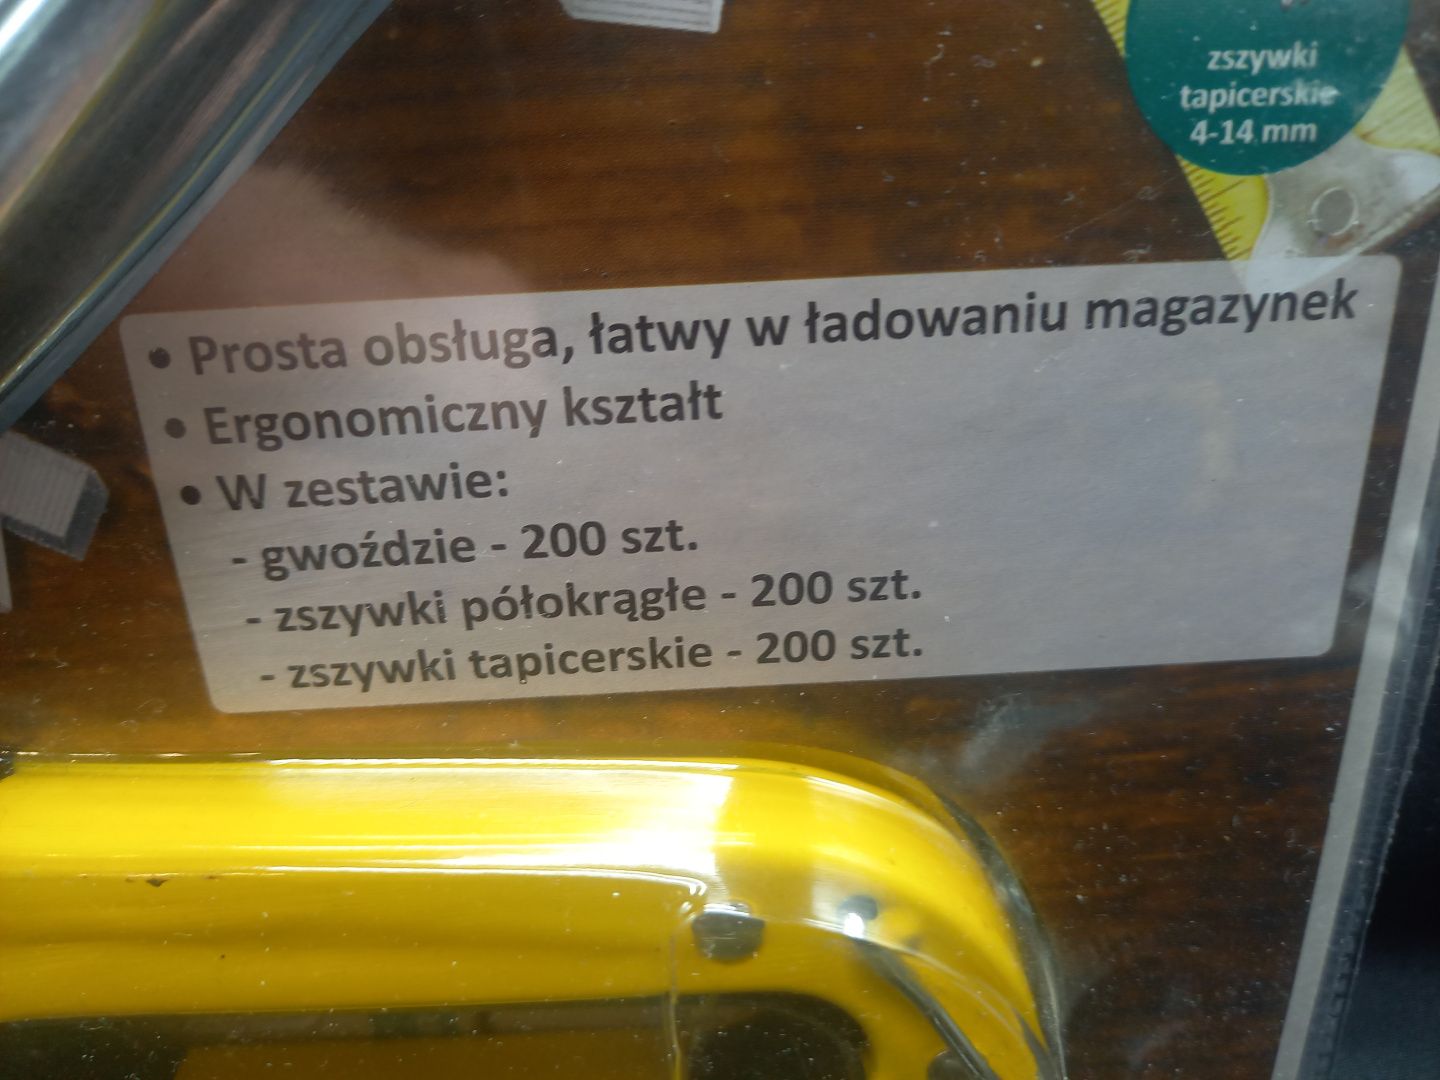 zszywki
tapicerskie
4-14 mm
• Prosta obsługa, łatwy w ładowaniu magazynek
• Ergonomiczny kształt
• W zestawie:
- gwoździe - 200 szt.
- zszywki półokrągłe - 200 szt.
- zszywki tapicerskie - 200 szt.